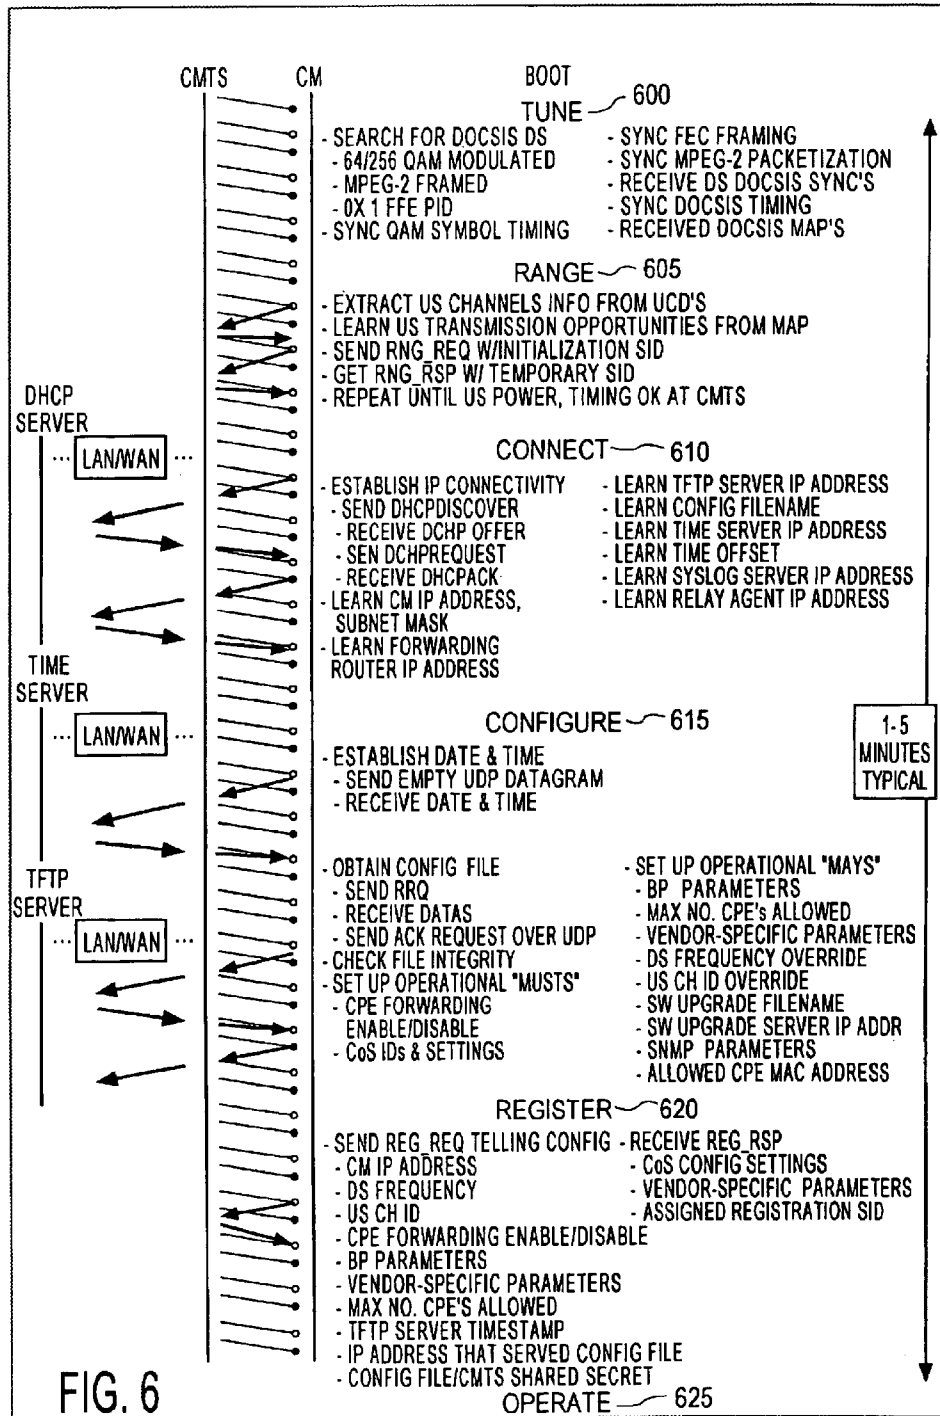 CMTS CM BOOT
TUNE 600
- SEARCH FOR DOCSIS DS
- 64/256 QAM MODULATED
- MPEG-2 FRAMED
- 0X 1 FFE PID
- SYNC QAM SYMBOL TIMING
- SYNC FEC FRAMING
- SYNC MPEG-2 PACKETIZATION
- RECEIVE DS DOCSIS SYNC'S
- SYNC DOCSIS TIMING
- RECEIVED DOCSIS MAP'S
RANGE 605
- EXTRACT US CHANNELS INFO FROM UCD'S
- LEARN US TRANSMISSION OPPORTUNITIES FROM MAP
- SEND RNG_REQ W/INITIALIZATION SID
- GET RNG_RSP W/ TEMPORARY SID
- REPEAT UNTIL US POWER, TIMING OK AT CMTS
DHCP
SERVER
... LAN/WAN ...
CONNECT 610
- ESTABLISH IP CONNECTIVITY
- SEND DHCPDISCOVER
- RECEIVE DCHP OFFER
- SEN DCHPREQUEST
- RECEIVE DHCPACK
- LEARN CM IP ADDRESS,
SUBNET MASK
- LEARN FORWARDING
ROUTER IP ADDRESS
- LEARN TFTP SERVER IP ADDRESS
- LEARN CONFIG FILENAME
- LEARN TIME SERVER IP ADDRESS
- LEARN TIME OFFSET
- LEARN SYSLOG SERVER IP ADDRESS
- LEARN RELAY AGENT IP ADDRESS
TIME
SERVER
... LAN/WAN ...
CONFIGURE 615
- ESTABLISH DATE & TIME
- SEND EMPTY UDP DATAGRAM
- RECEIVE DATE & TIME
1-5
MINUTES
TYPICAL
TFTP
SERVER
... LAN/WAN ...
- OBTAIN CONFIG FILE
- SEND RRQ
- RECEIVE DATAS
- SEND ACK REQUEST OVER UDP
- CHECK FILE INTEGRITY
- SET UP OPERATIONAL "MUSTS"
- CPE FORWARDING
ENABLE/DISABLE
- CoS IDs & SETTINGS
- SET UP OPERATIONAL "MAYS"
- BP PARAMETERS
- MAX NO. CPE's ALLOWED
- VENDOR-SPECIFIC PARAMETERS
- DS FREQUENCY OVERRIDE
- US CH ID OVERRIDE
- SW UPGRADE FILENAME
- SW UPGRADE SERVER IP ADDR
- SNMP PARAMETERS
- ALLOWED CPE MAC ADDRESS
REGISTER 620
- SEND REG_REQ TELLING CONFIG
- CM IP ADDRESS
- DS FREQUENCY
- US CH ID
- CPE FORWARDING ENABLE/DISABLE
- BP PARAMETERS
- VENDOR-SPECIFIC PARAMETERS
- MAX NO. CPE'S ALLOWED
- TFTP SERVER TIMESTAMP
- IP ADDRESS THAT SERVED CONFIG FILE
- CONFIG FILE/CMTS SHARED SECRET
- RECEIVE REG_RSP
- CoS CONFIG SETTINGS
- VENDOR-SPECIFIC PARAMETERS
- ASSIGNED REGISTRATION SID
OPERATE 625
FIG. 6